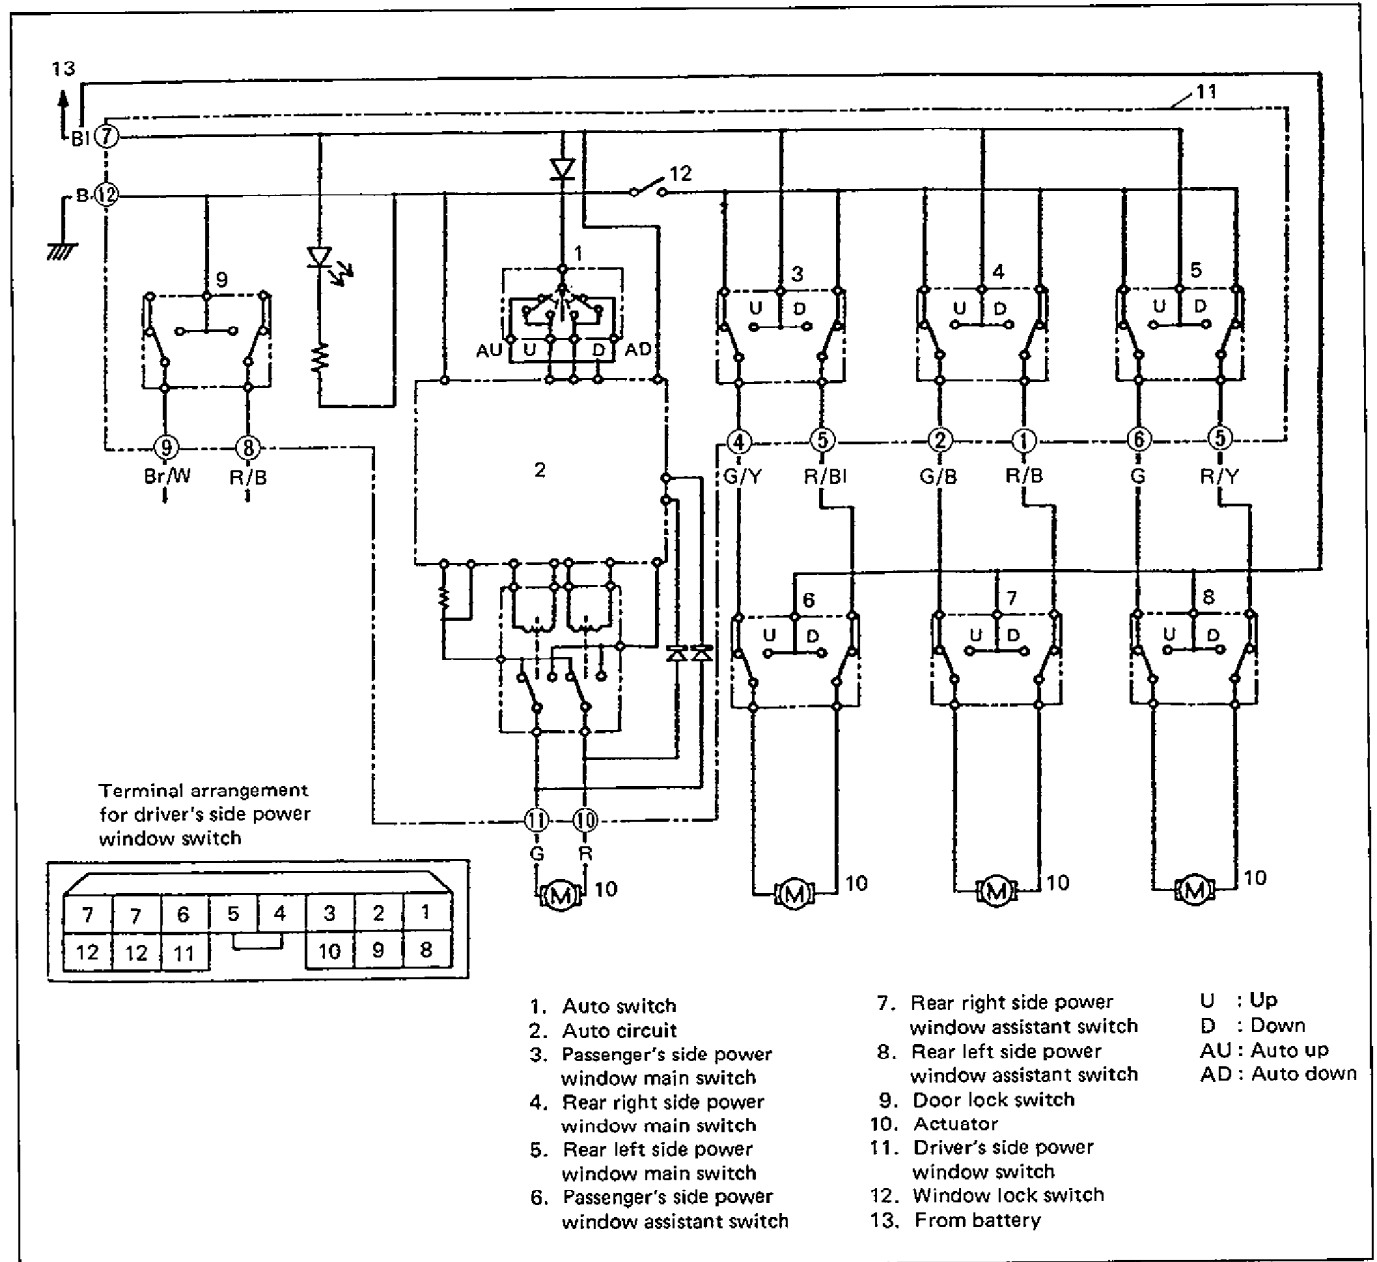 13
11
Bl 7
12
B 12
1
9
3
4
5
U D
U D
U D
AU U D AD
2
9 8
4 5 2 1 6 5
Br/W R/B
G/Y R/Bl G/B R/B G R/Y
6
7
8
U D
U D
U D
11 10
G R
M 10
M 10
M 10
M 10
Terminal arrangement
for driver's side power
window switch
7 7 6 5 4 3 2 1
12 12 11 10 9 8
1. Auto switch
2. Auto circuit
3. Passenger's side power
window main switch
4. Rear right side power
window main switch
5. Rear left side power
window main switch
6. Passenger's side power
window assistant switch
7. Rear right side power
window assistant switch
8. Rear left side power
window assistant switch
9. Door lock switch
10. Actuator
11. Driver's side power
window switch
12. Window lock switch
13. From battery
U : Up
D : Down
AU : Auto up
AD : Auto down